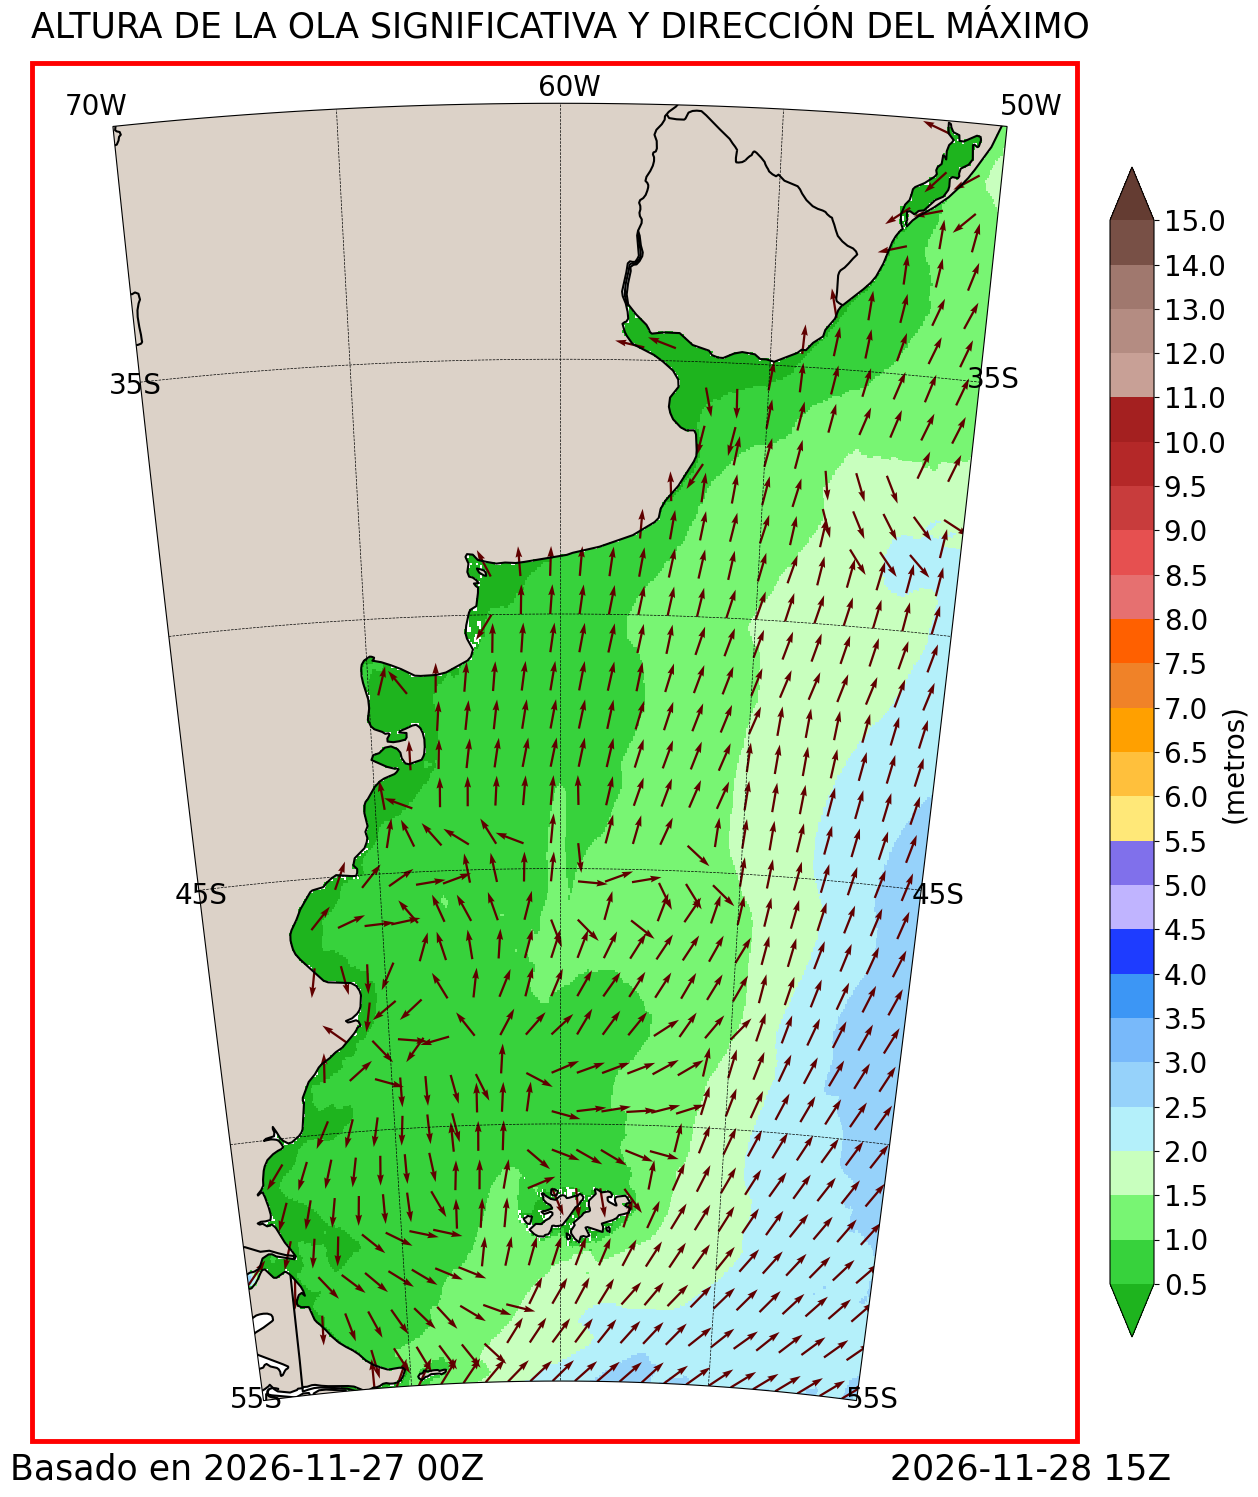 ALTURA DE LA OLA SIGNIFICATIVA Y DIRECCIÓN DEL MÁXIMO
70W
60W
50W
35S
35S
45S
45S
55S
55S
15.0
14.0
13.0
12.0
11.0
10.0
9.5
9.0
8.5
8.0
7.5
7.0
6.5
6.0
5.5
5.0
4.5
4.0
3.5
3.0
2.5
2.0
1.5
1.0
0.5
(metros)
Basado en 2026-11-27 00Z
2026-11-28 15Z